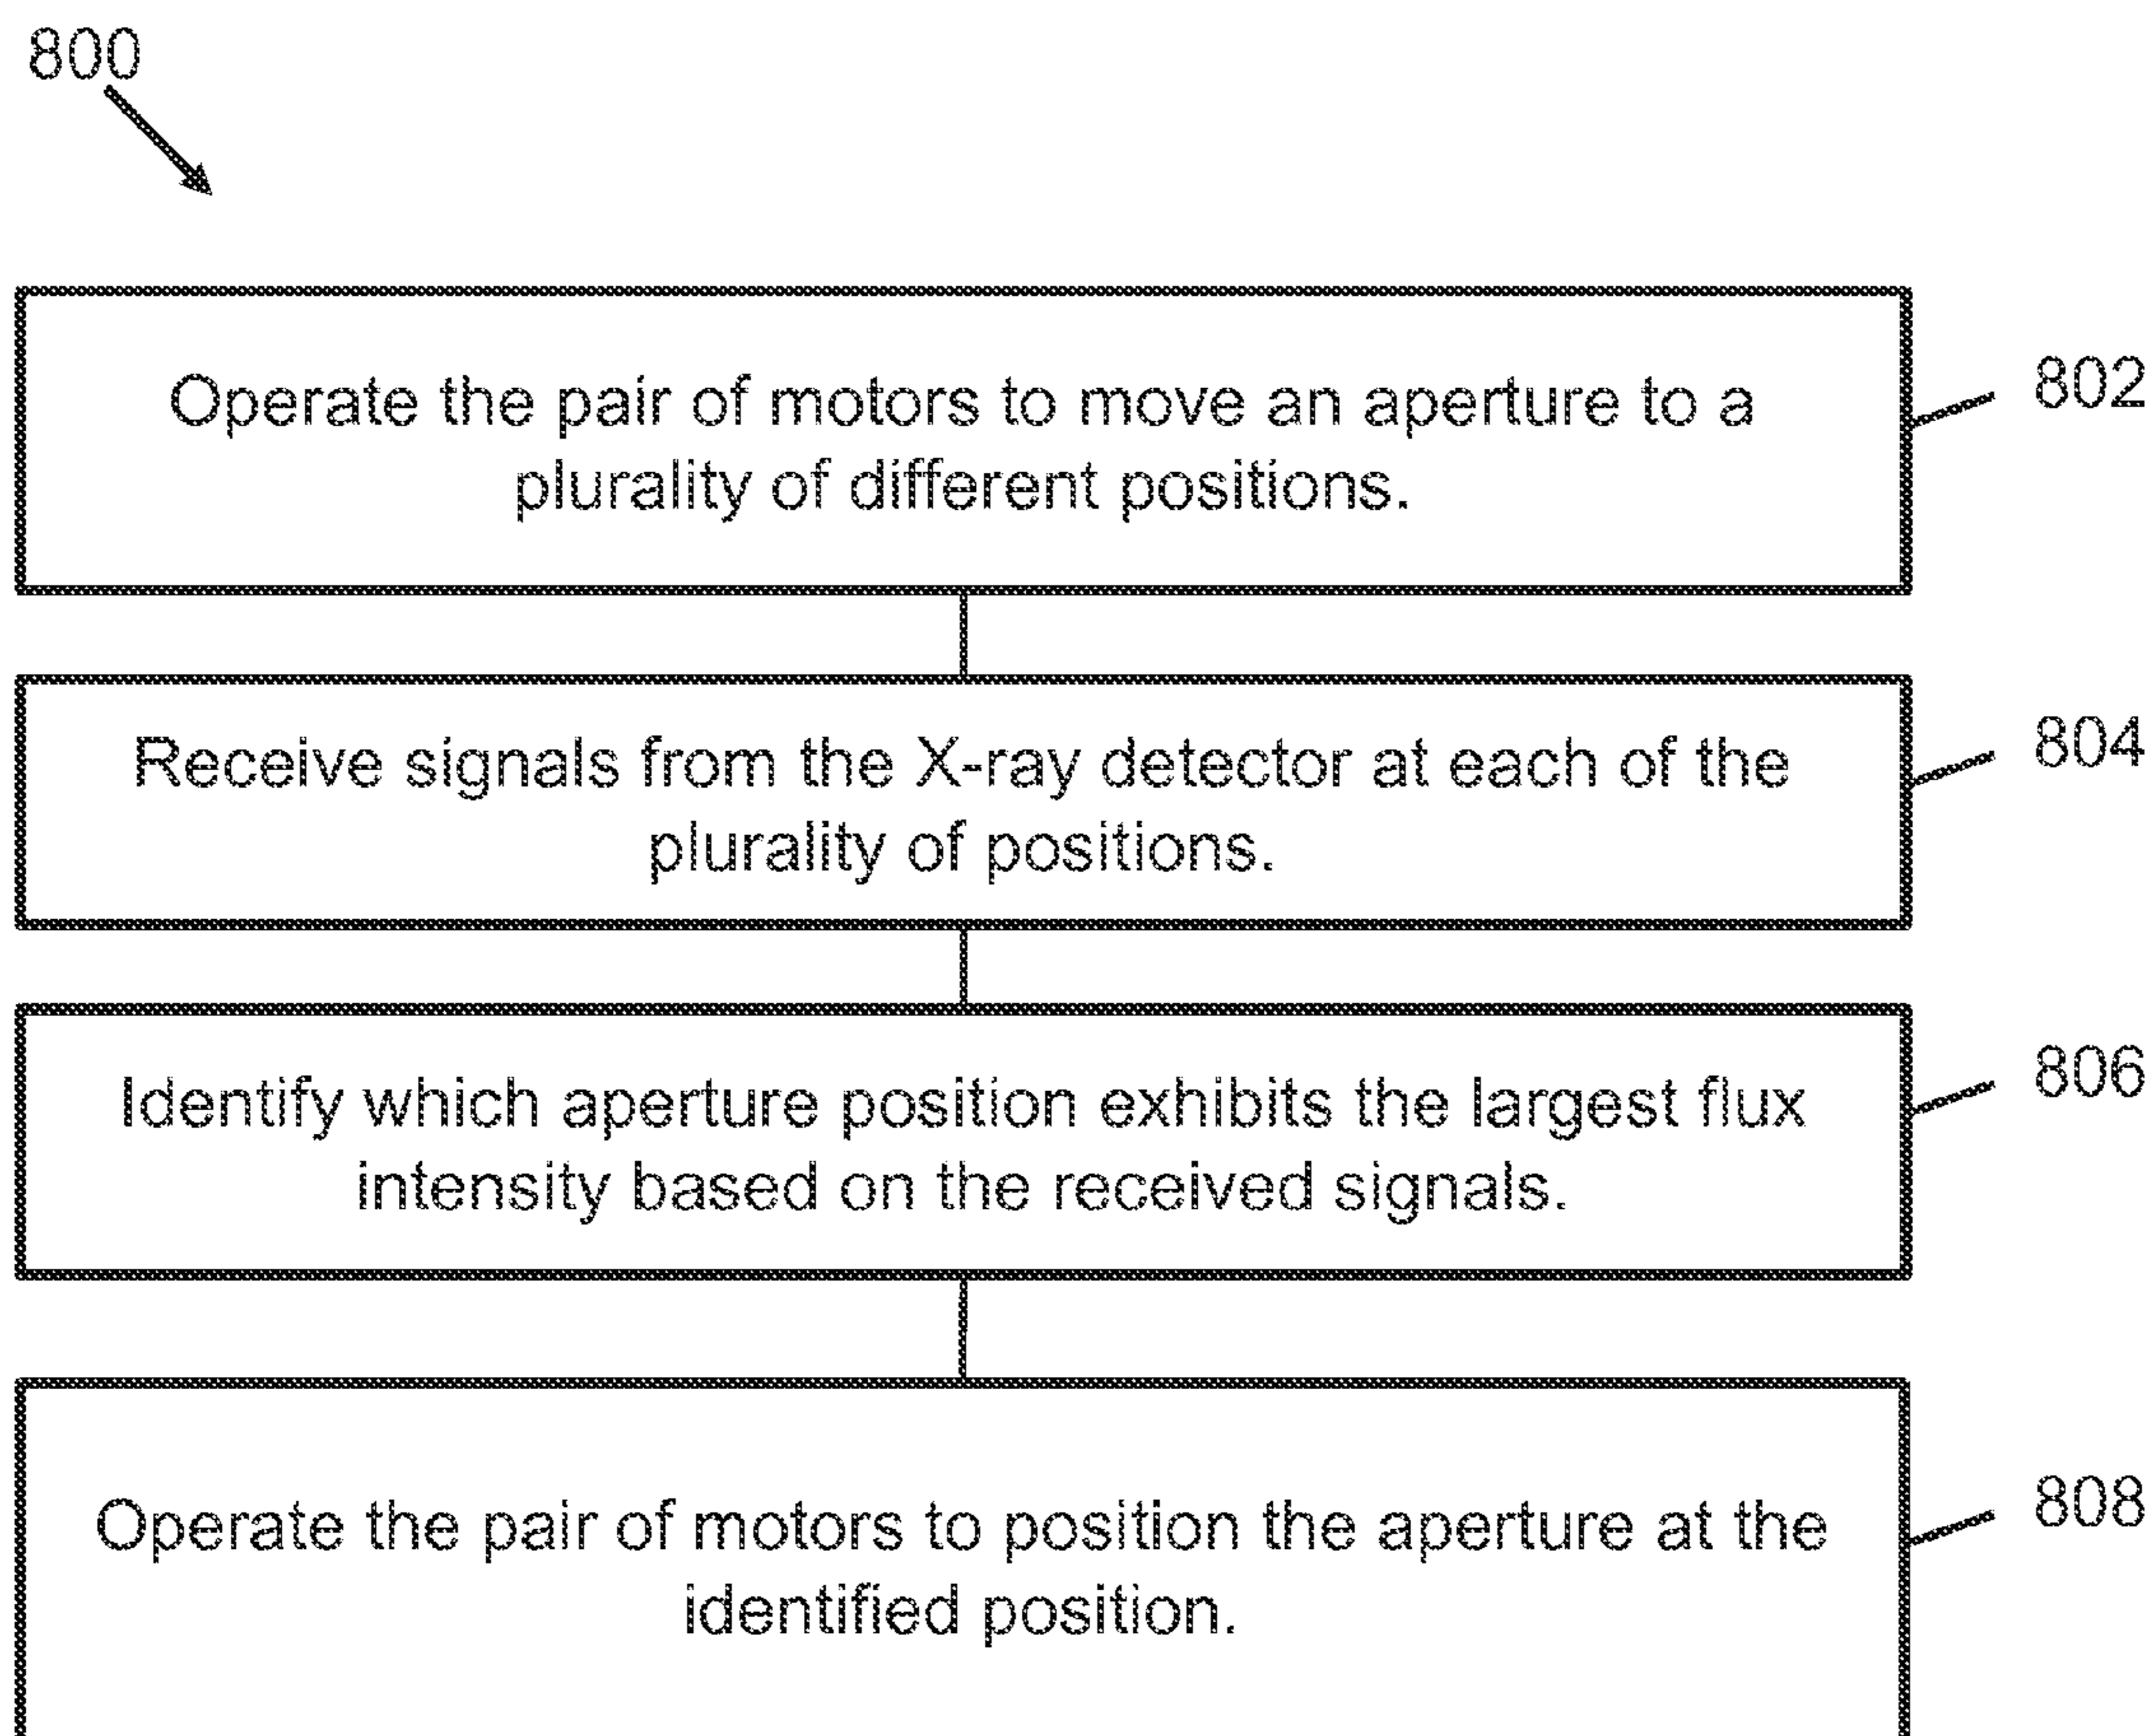 800
Operate the pair of motors to move an aperture to a
plurality of different positions.
802
Receive signals from the X-ray detector at each of the
plurality of positions.
804
Identify which aperture position exhibits the largest flux
intensity based on the received signals.
806
Operate the pair of motors to position the aperture at the
identified position.
808